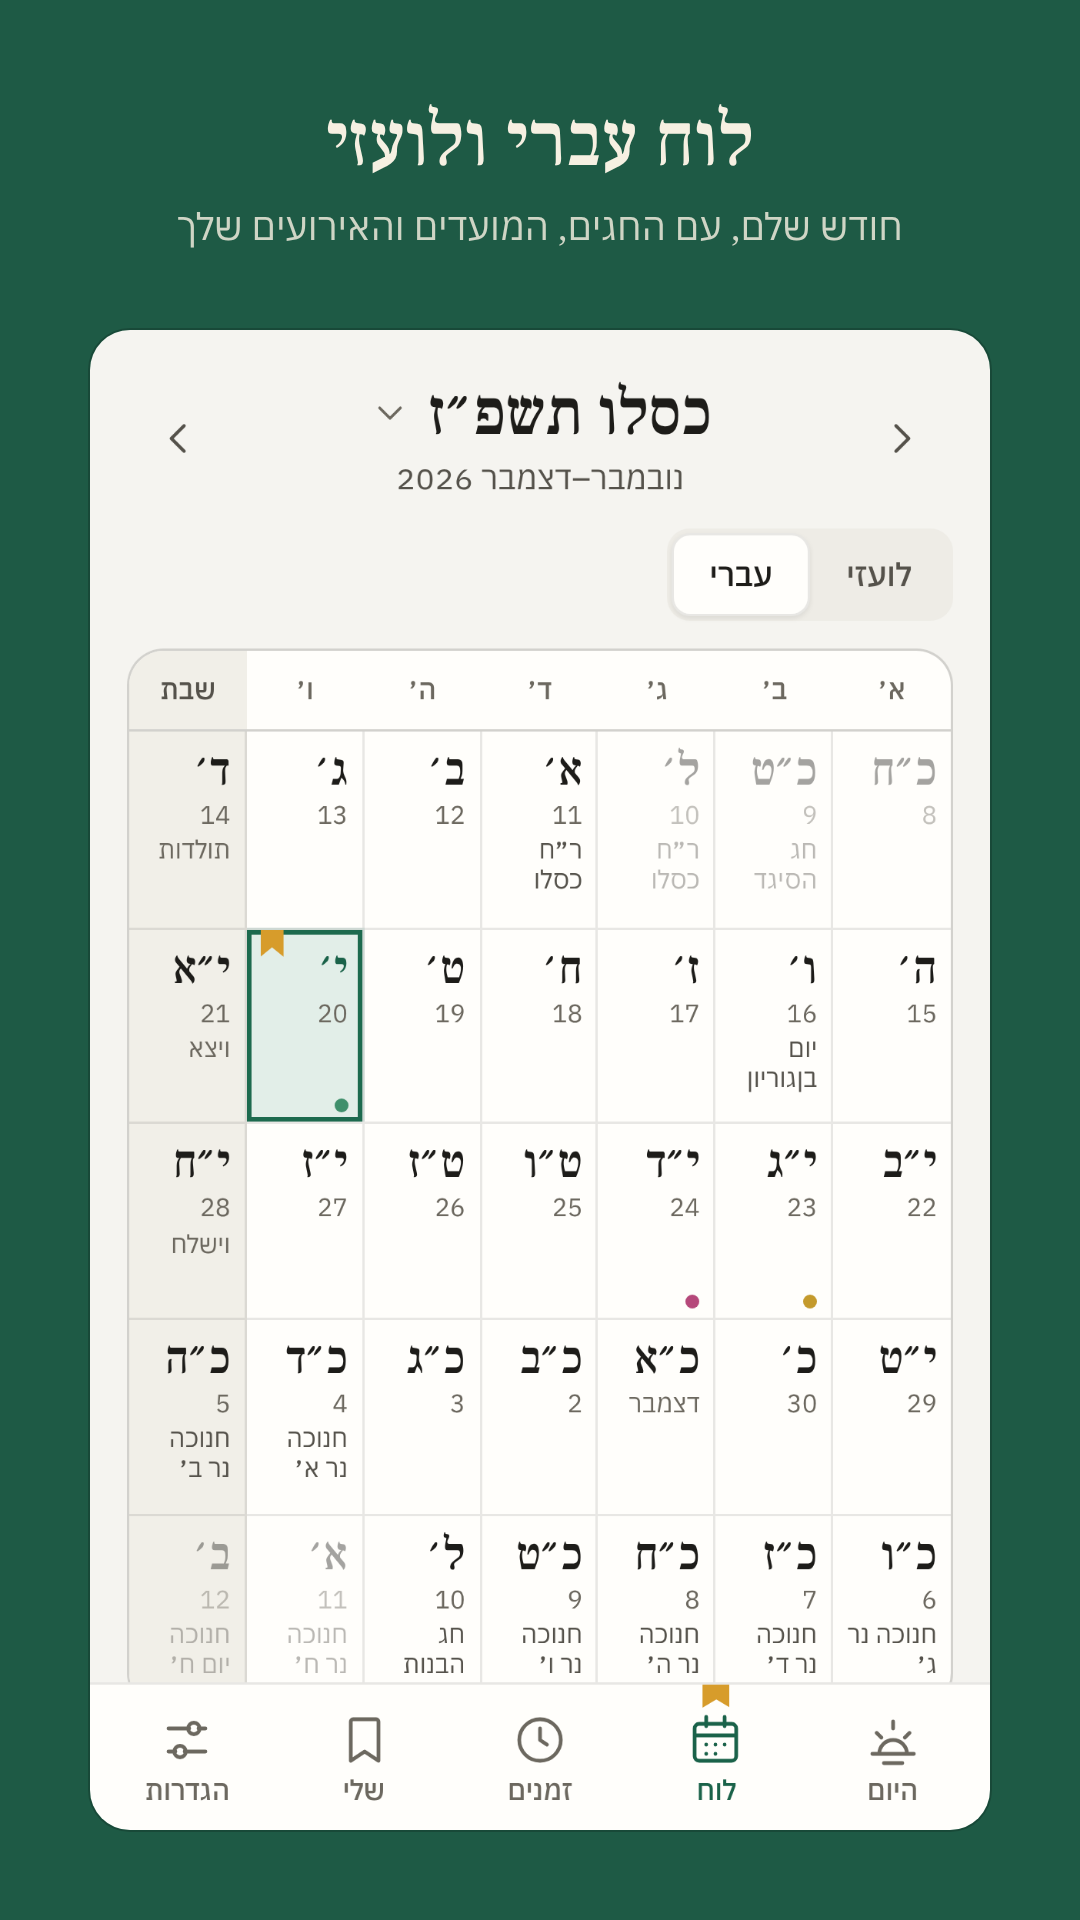 לוח עברי ולועזי
חודש שלם, עם החגים, המועדים והאירועים שלך
כסלו תשפ״ז
נובמבר–דצמבר 2026
לועזי עברי
א׳ ב׳ ג׳ ד׳ ה׳ ו׳ שבת
כ״ח כ״ט ל׳ א׳ ב׳ ג׳ ד׳
8 9 10 11 12 13 14
חג ר״ח ר״ח תולדות
הסיגד כסלו כסלו
ה׳ ו׳ ז׳ ח׳ ט׳ י׳ י״א
15 16 17 18 19 20 21
יום ויצא
בןגוריון
י״ב י״ג י״ד ט״ו ט״ז י״ז י״ח
22 23 24 25 26 27 28
וישלח
י״ט כ׳ כ״א כ״ב כ״ג כ״ד כ״ה
29 30 דצמבר 2 3 4 5
חנוכה חנוכה
נר א׳ נר ב׳
כ״ו כ״ז כ״ח כ״ט ל׳ א׳ ב׳
6 7 8 9 10 11 12
חנוכה נר חנוכה חנוכה חנוכה חג חנוכה חנוכה
ג׳ נר ד׳ נר ה׳ נר ו׳ הבנות נר ח׳ יום ח׳
היום לוח זמנים שלי הגדרות